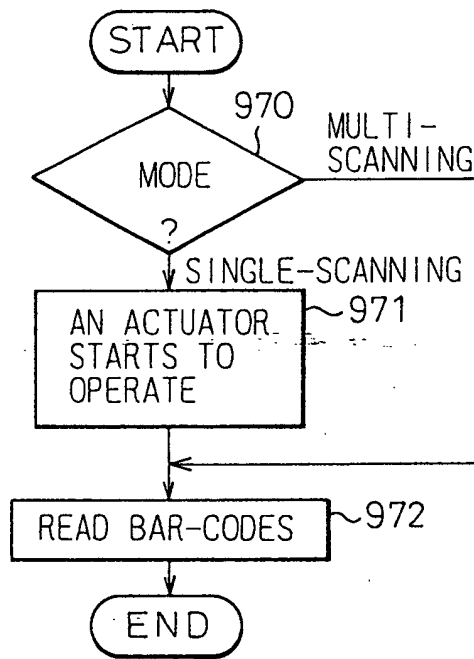 START
970
MULTI-
SCANNING
MODE
?
SINGLE-SCANNING
971
AN ACTUATOR
STARTS TO
OPERATE
READ BAR-CODES
972
END